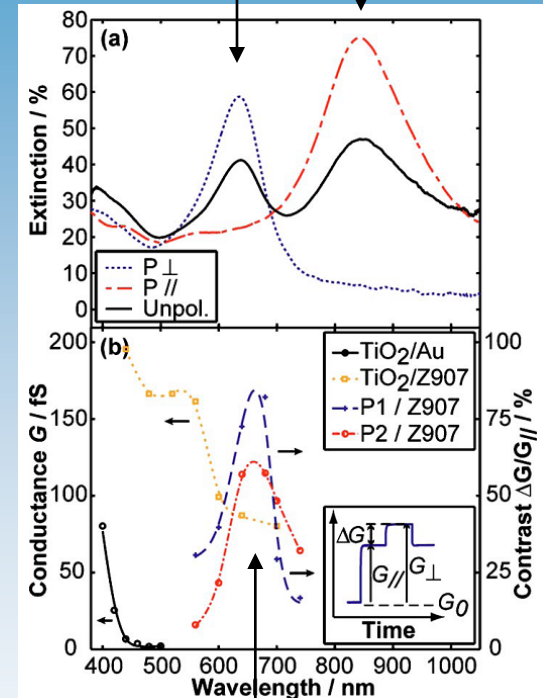 80
70
60
50
40
30
20
10
0
(a)
Extinction / %
P ⊥
P //
Unpol.
200
150
100
50
0
(b)
Conductance G / fS
TiO₂/Au
TiO₂/Z907
P1 / Z907
P2 / Z907
100
75
50
25
0
Contrast ΔG/G// / %
ΔG
G//
G⊥
G₀
Time
400 500 600 700 800 900 1000
Wavelength / nm